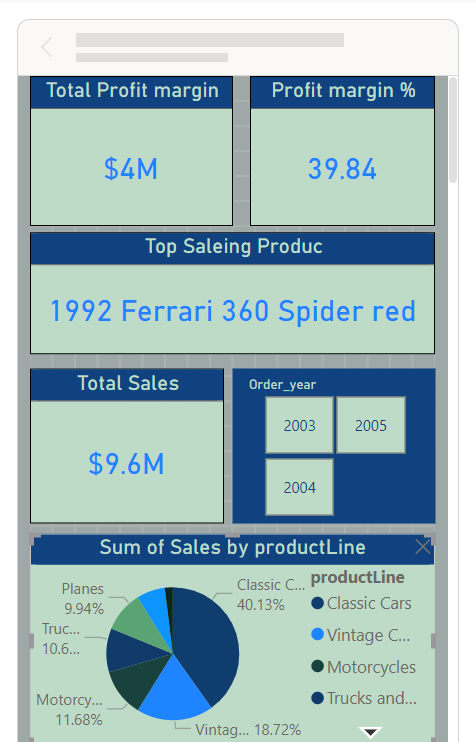 Total Profit margin
Profit margin %
$4M
39.84
Top Saleing Produc
1992 Ferrari 360 Spider red
Total Sales
$9.6M
Order_year
2003
2005
2004
Sum of Sales by productLine
Planes
9.94%
Truc...
10.6...
Motorcy...
11.68%
Classic C...
40.13%
Vintag... 18.72%
productLine
Classic Cars
Vintage C...
Motorcycles
Trucks and...